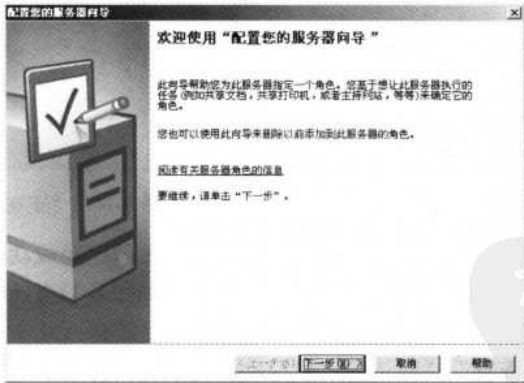 配置您的服务器向导
欢迎使用“配置您的服务器向导”
此向导帮助您为此服务器指定一个角色。您基于想让此服务器执行的
任务(例如共享文档，共享打印机，或者主持网站，等等)来确定它的
角色。
您也可以使用此向导来删除以前添加到此服务器的角色。
阅读有关服务器角色的信息
要继续，请单击“下一步”。
<上一步(B) 下一步(N) > 取消 帮助